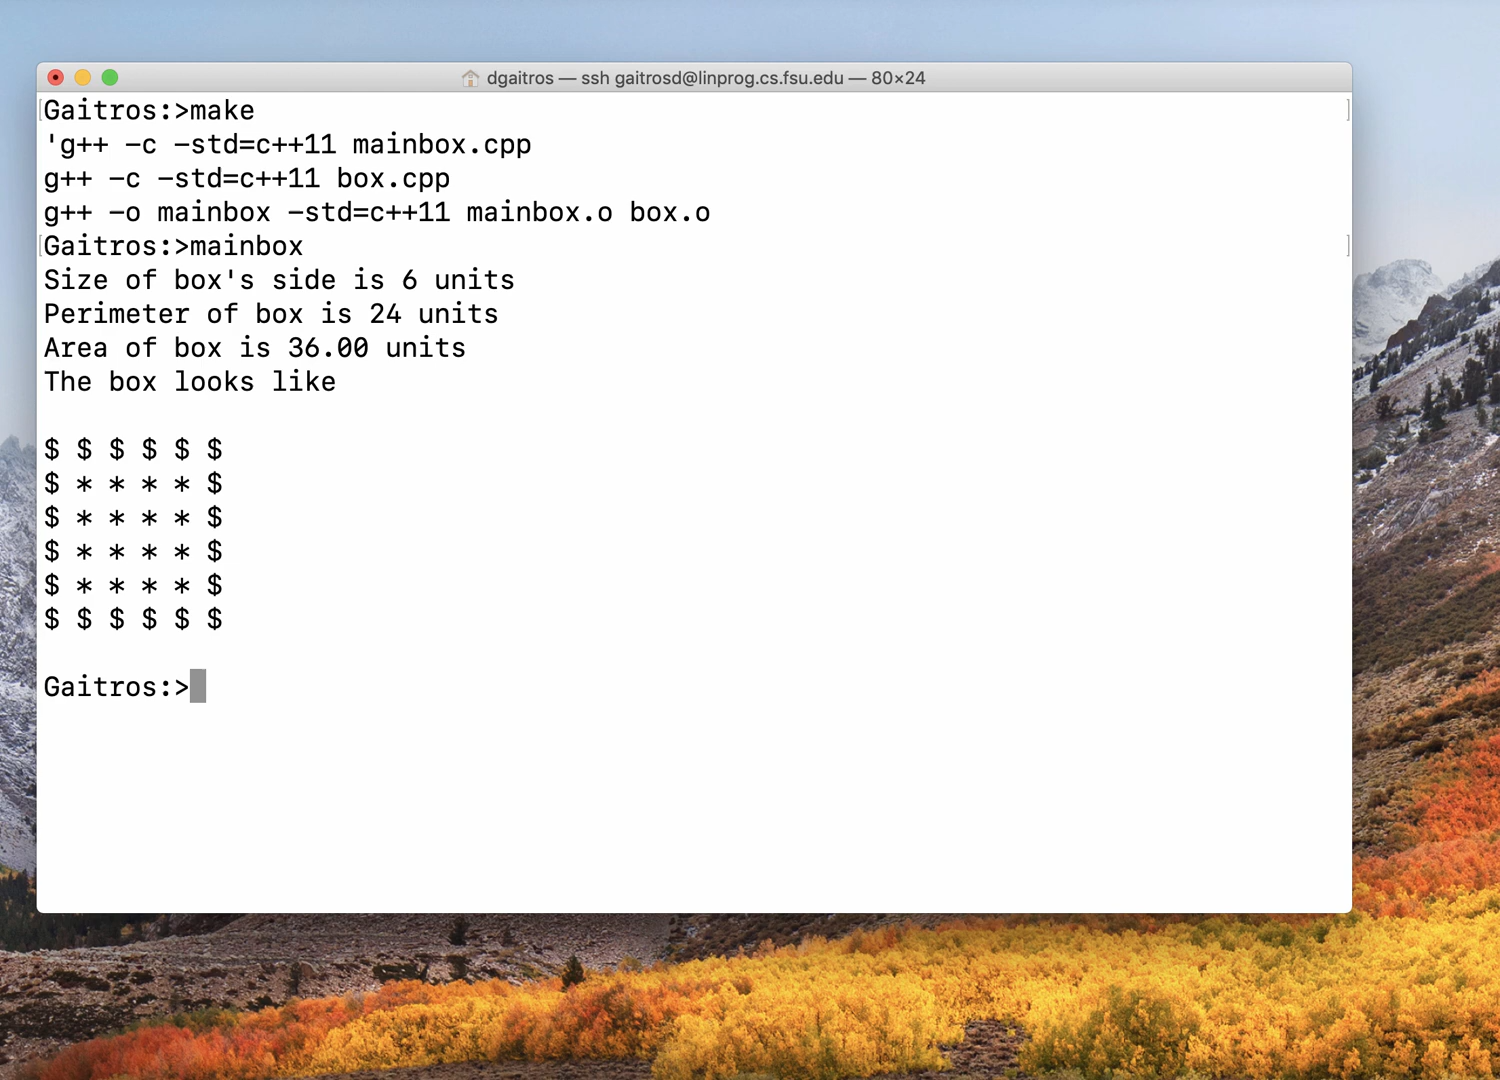 dgaitros — ssh gaitrosd@linprog.cs.fsu.edu — 80×24
[Gaitros:>make ]
'g++ -c -std=c++11 mainbox.cpp
g++ -c -std=c++11 box.cpp
g++ -o mainbox -std=c++11 mainbox.o box.o
[Gaitros:>mainbox ]
Size of box's side is 6 units
Perimeter of box is 24 units
Area of box is 36.00 units
The box looks like
$ $ $ $ $ $
$ * * * * $
$ * * * * $
$ * * * * $
$ * * * * $
$ $ $ $ $ $
Gaitros:>